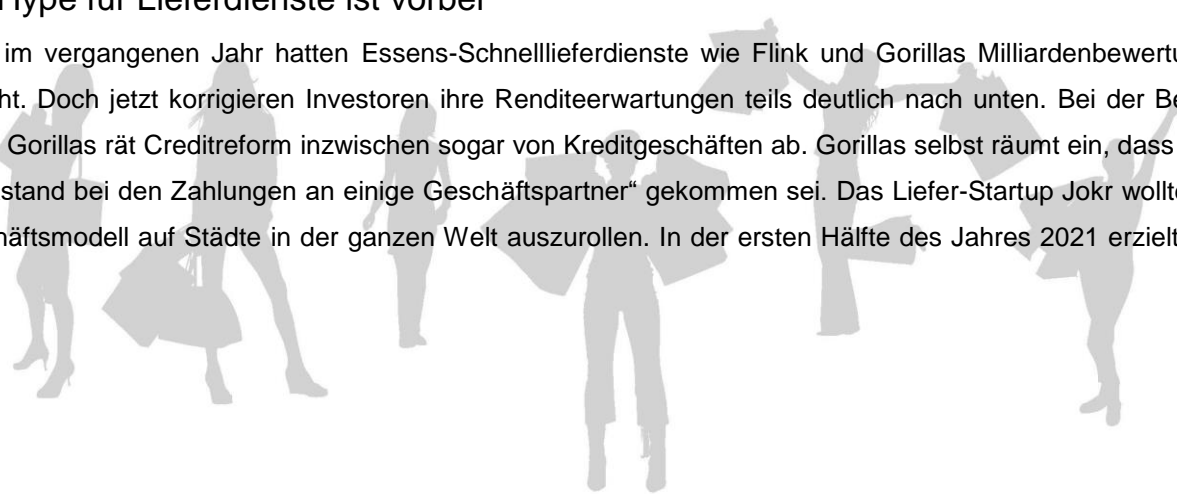 Hype für Lieferdienste ist vorbei
im vergangenen Jahr hatten Essens-Schnelllieferdienste wie Flink und Gorillas Milliardenbewertu
ht. Doch jetzt korrigieren Investoren ihre Renditeerwartungen teils deutlich nach unten. Bei der Be
Gorillas rät Creditreform inzwischen sogar von Kreditgeschäften ab. Gorillas selbst räumt ein, dass
stand bei den Zahlungen an einige Geschäftspartner“ gekommen sei. Das Liefer-Startup Jokr wollte
häftsmodell auf Städte in der ganzen Welt auszurollen. In der ersten Hälfte des Jahres 2021 erzielt